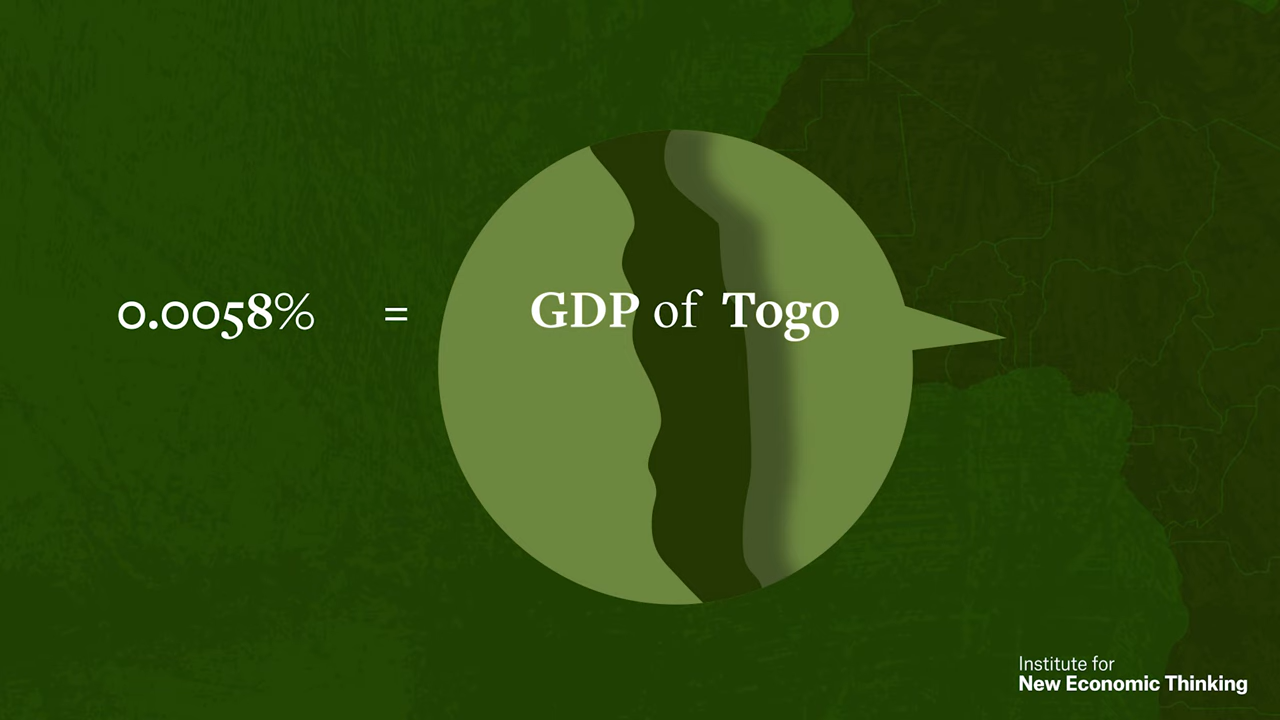 0.0058% = GDP of Togo
Institute for
New Economic Thinking